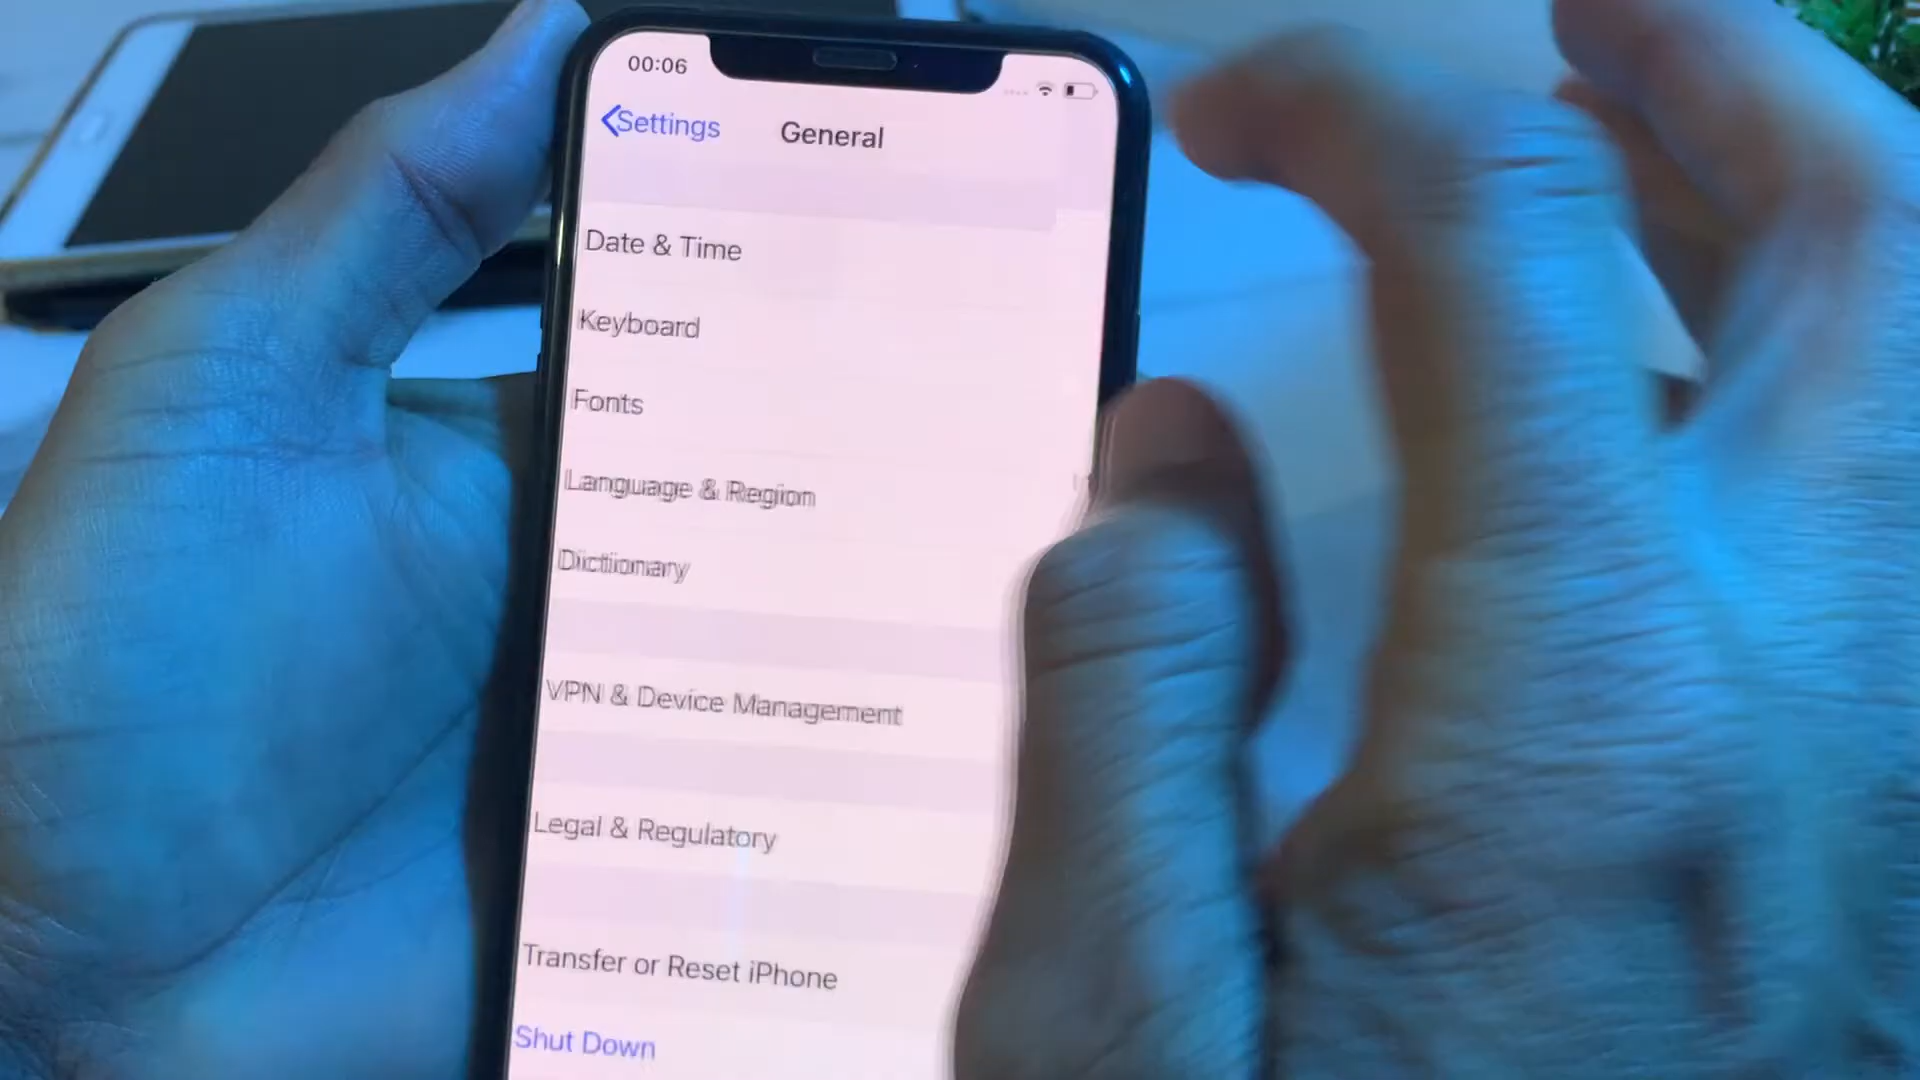 00:06
Settings
General
Date & Time
Keyboard
Fonts
Language & Region
Dictionary
VPN & Device Management
Legal & Regulatory
Transfer or Reset iPhone
Shut Down